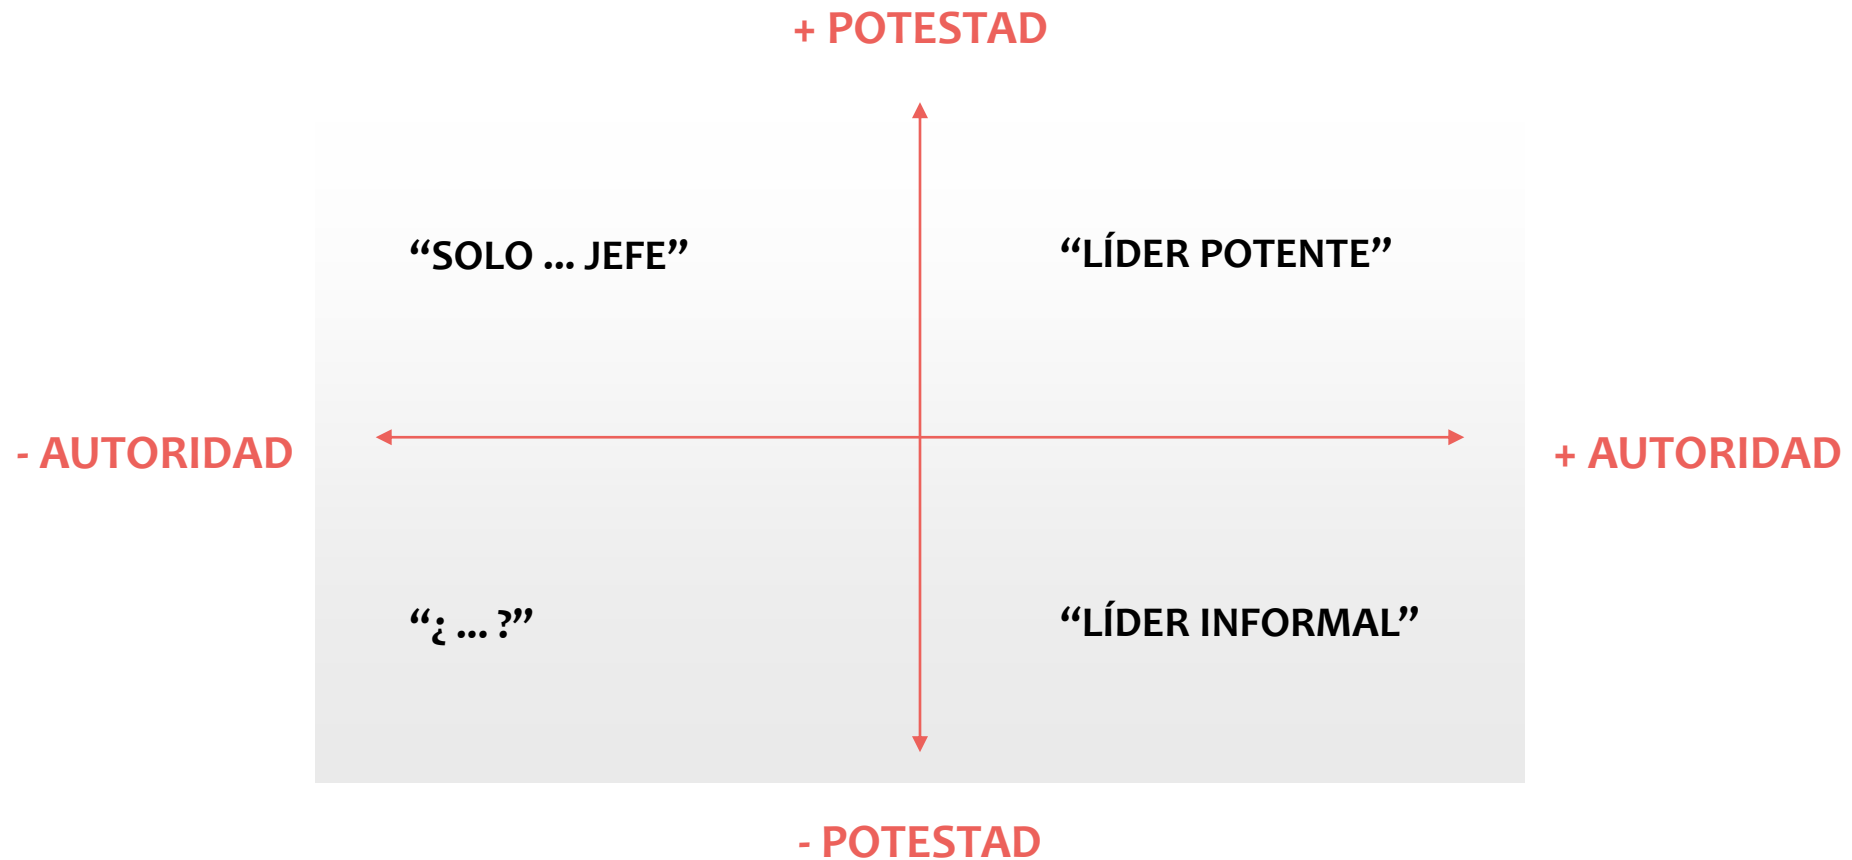 + POTESTAD
“SOLO ... JEFE”
“LÍDER POTENTE”
- AUTORIDAD
+ AUTORIDAD
“¿ ... ?”
“LÍDER INFORMAL”
- POTESTAD